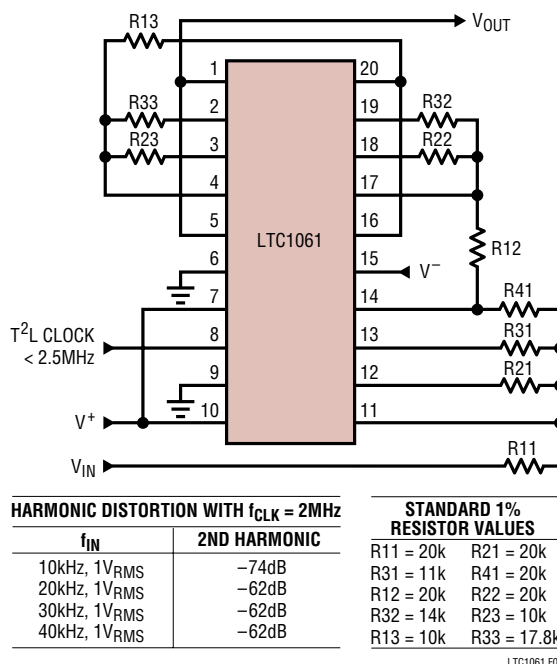 R13
V_OUT
1 20
R33 2 19 R32
R23 3 18 R22
4 17
5 16
LTC1061
R12
6 15 V⁻
7 14 R41
T²L CLOCK
< 2.5MHz
8 13 R31
9 12 R21
V⁺ 10 11
V_IN R11
HARMONIC DISTORTION WITH f_CLK = 2MHz
f_IN 2ND HARMONIC
10kHz, 1V_RMS –74dB
20kHz, 1V_RMS –62dB
30kHz, 1V_RMS –62dB
40kHz, 1V_RMS –62dB
STANDARD 1%
RESISTOR VALUES
R11 = 20k R21 = 20k
R31 = 11k R41 = 20k
R12 = 20k R22 = 20k
R32 = 14k R23 = 10k
R13 = 10k R33 = 17.8k
LTC1061